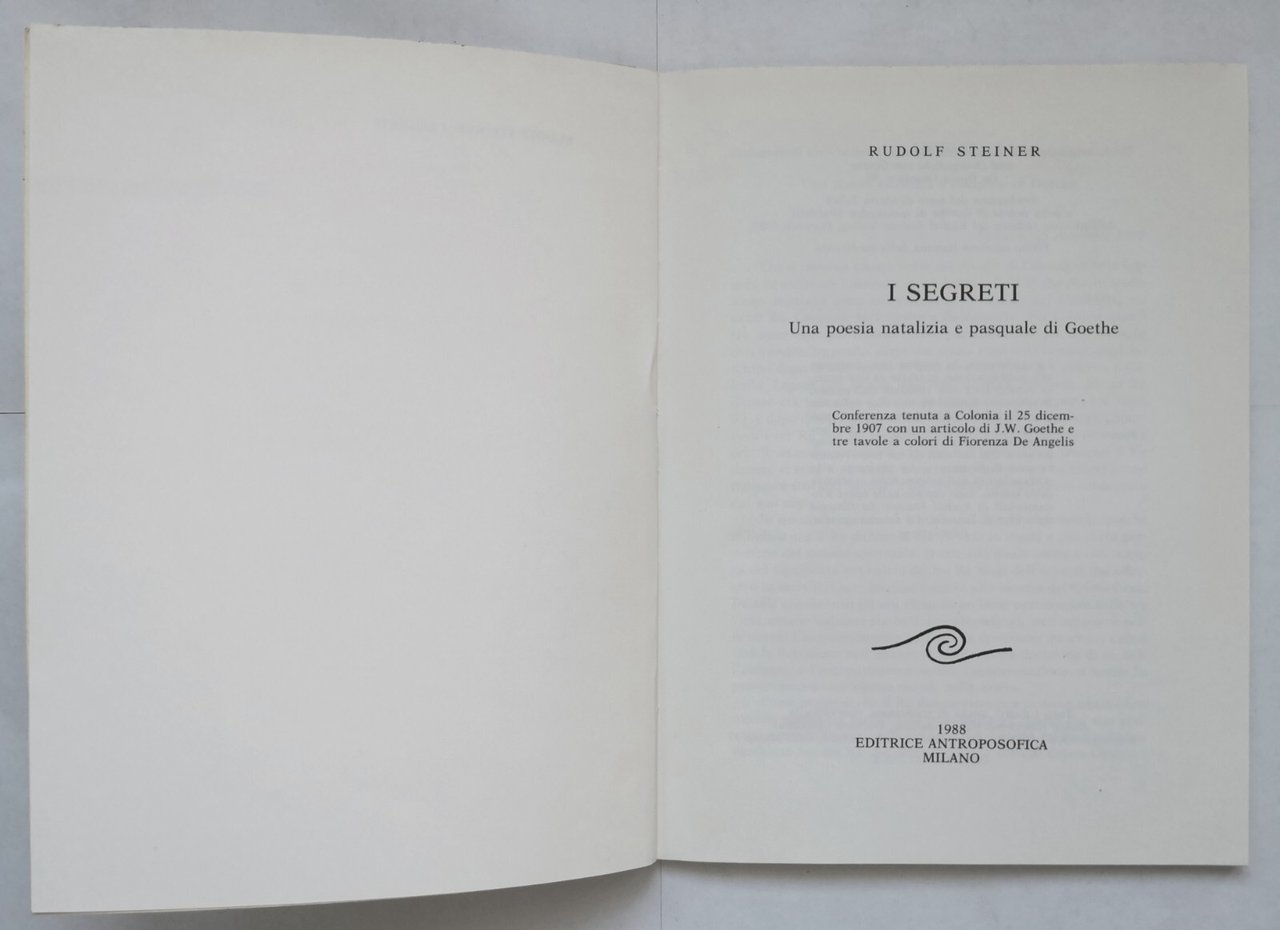 RUDOLF STEINER
I SEGRETI
Una poesia natalizia e pasquale di Goethe
Conferenza tenuta a Colonia il 25 dicem-
bre 1907 con un articolo di J.W. Goethe e
tre tavole a colori di Fiorenza De Angelis
1988
EDITRICE ANTROPOSOFICA
MILANO